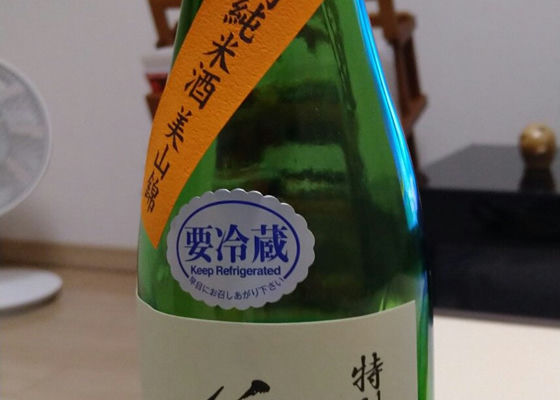 純米酒 美山錦
要冷蔵
Keep Refrigerated
早目にお召しあがり下さい
特